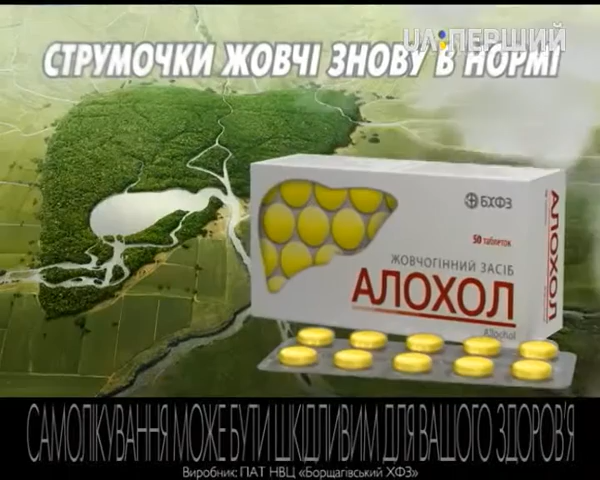 UA:ПЕРШИЙ
СТРУМОЧКИ ЖОВЧІ ЗНОВУ В НОРМІ
БХФЗ
50 таблеток
ЖОВЧОГІННИЙ ЗАСІБ
АЛОХОЛ
Allochol
АЛОХОЛ
САМОЛІКУВАННЯ МОЖЕ БУТИ ШКІДЛИВИМ ДЛЯ ВАШОГО ЗДОРОВ'Я
Виробник: ПАТ НВЦ «Борщагівський ХФЗ»